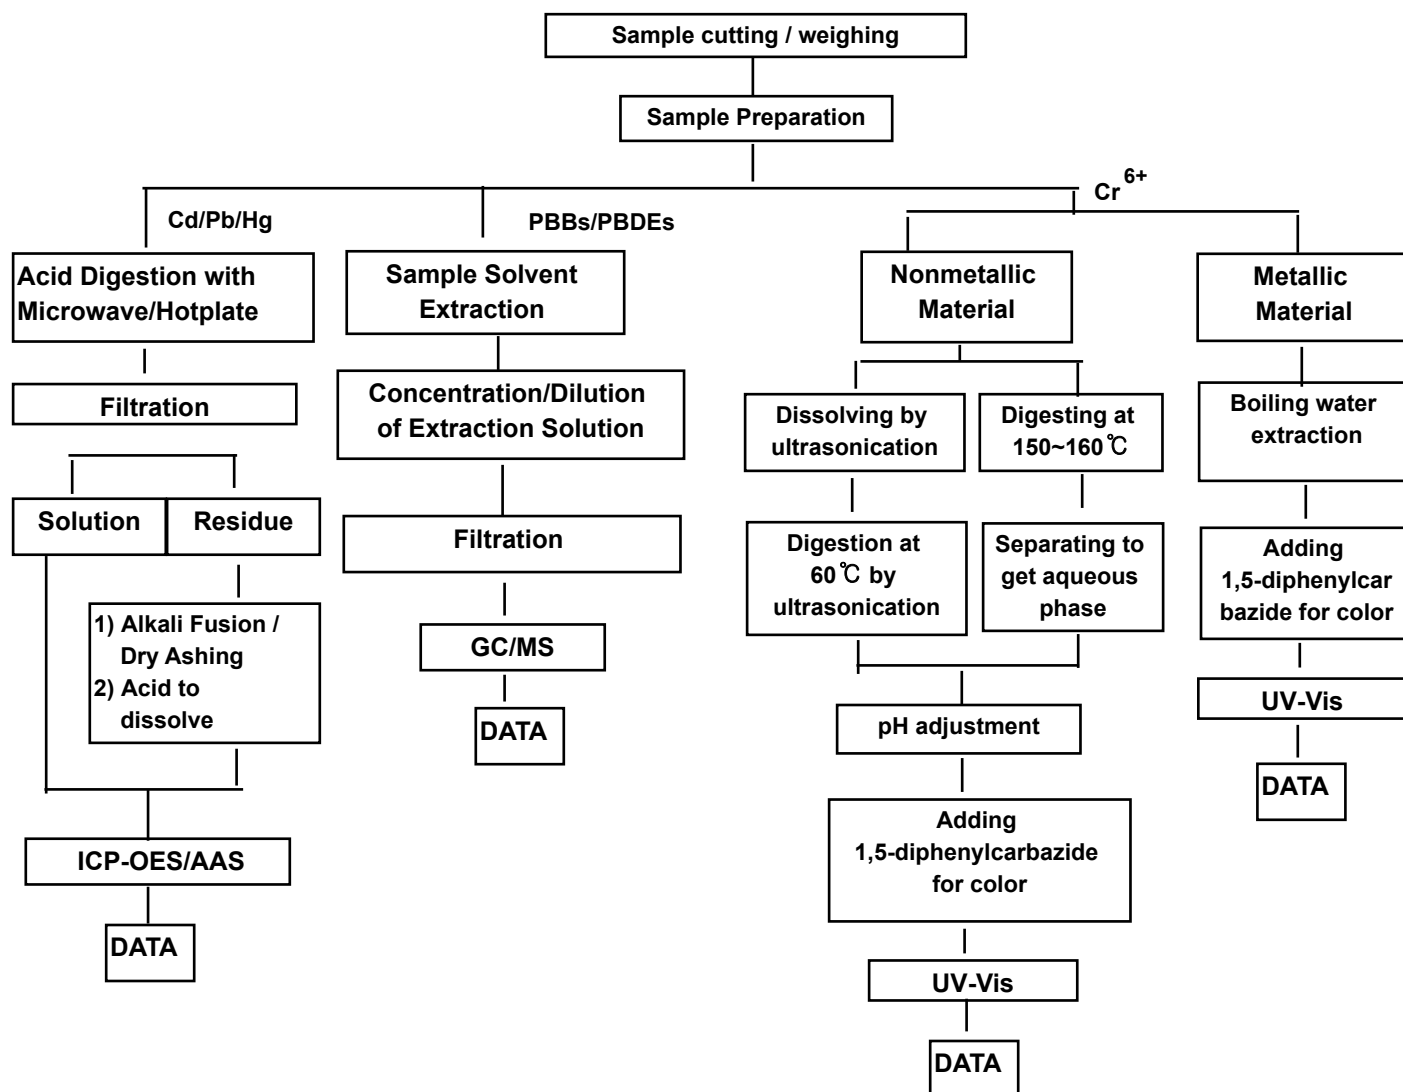 Sample cutting / weighing
Sample Preparation
Cr6+
Cd/Pb/Hg
PBBs/PBDEs
Acid Digestion with
Microwave/Hotplate
Sample Solvent
Extraction
Nonmetallic
Material
Metallic
Material
Filtration
Concentration/Dilution
of Extraction Solution
Dissolving by
ultrasonication
Digesting at
150~160℃
Boiling water
extraction
Solution
Residue
Filtration
Digestion at
60℃ by
ultrasonication
Separating to
get aqueous
phase
Adding
1,5-diphenylcar
bazide for color
1) Alkali Fusion /
Dry Ashing
2) Acid to
dissolve
GC/MS
DATA
pH adjustment
UV-Vis
DATA
ICP-OES/AAS
DATA
Adding
1,5-diphenylcarbazide
for color
UV-Vis
DATA